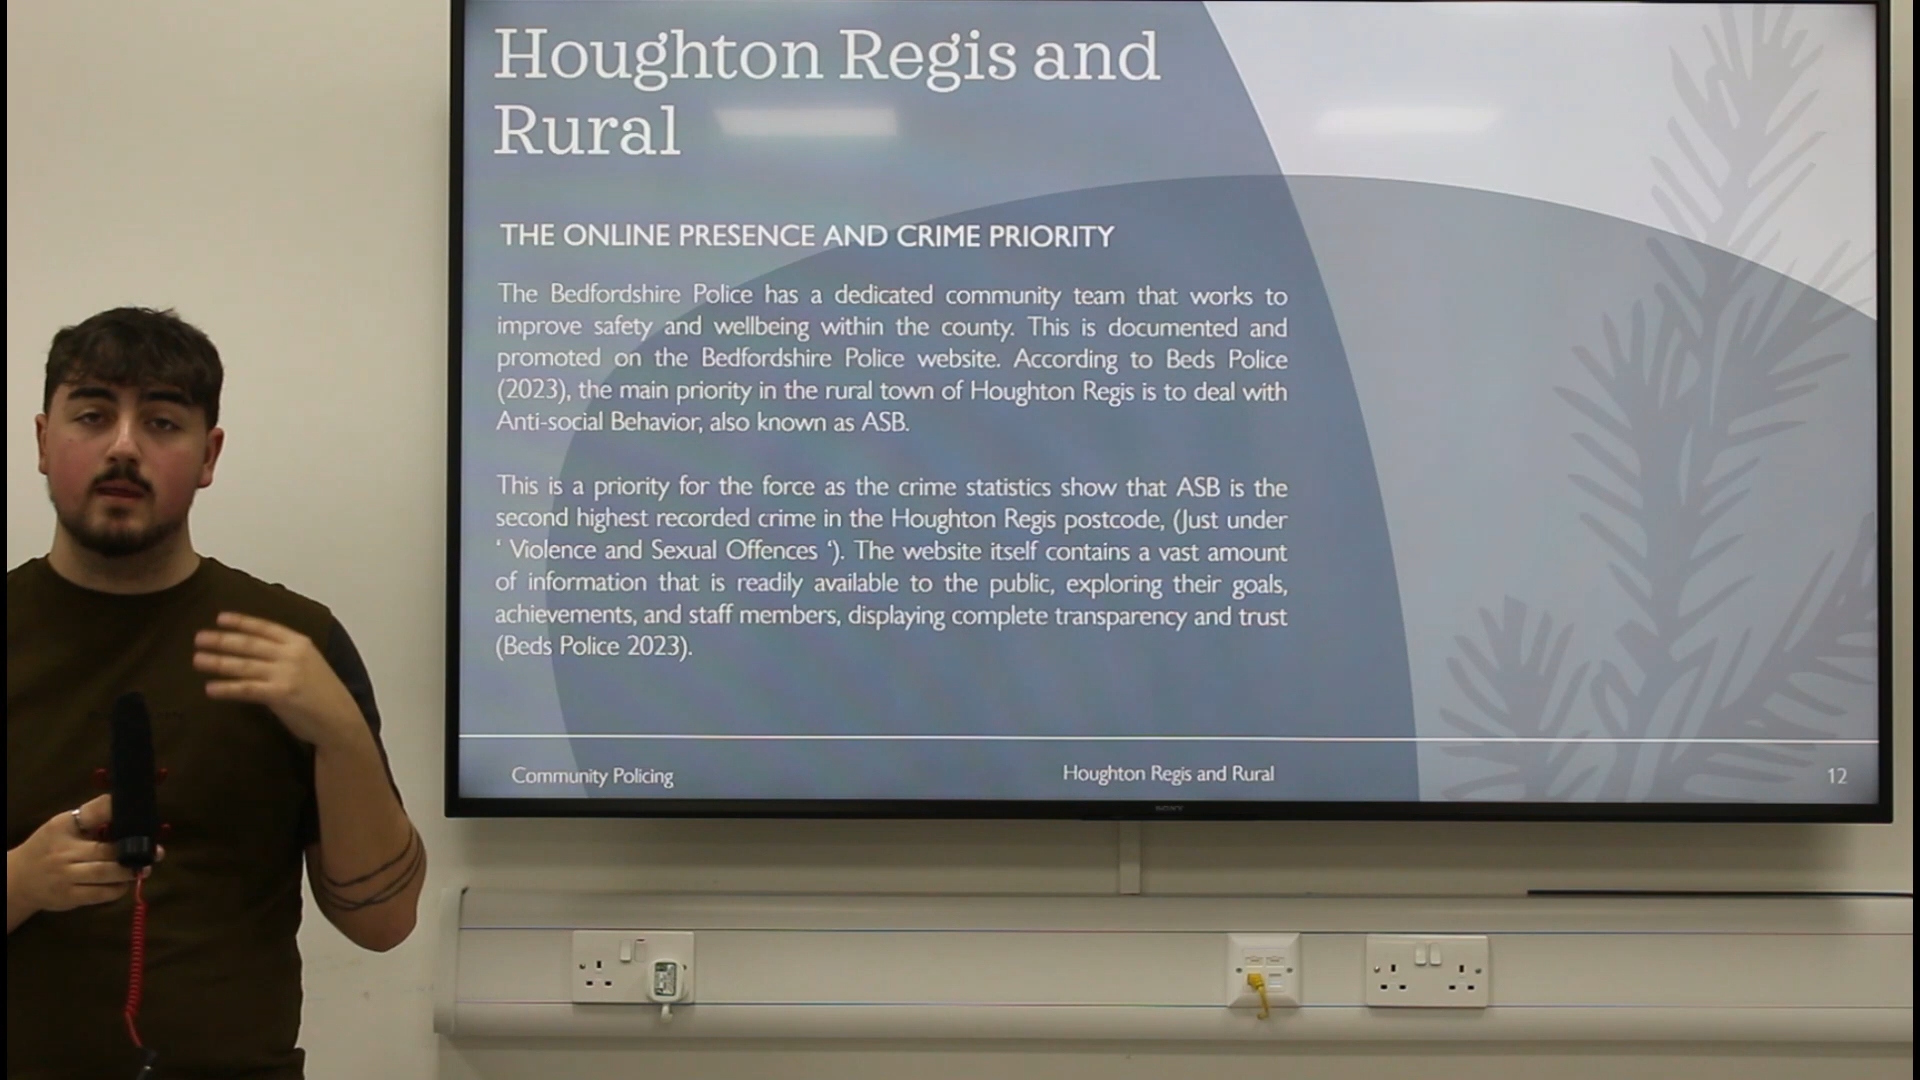 Houghton Regis and
Rural
THE ONLINE PRESENCE AND CRIME PRIORITY
The Bedfordshire Police has a dedicated community team that works to
improve safety and wellbeing within the county. This is documented and
promoted on the Bedfordshire Police website. According to Beds Police
(2023), the main priority in the rural town of Houghton Regis is to deal with
Anti-social Behavior, also known as ASB.
This is a priority for the force as the crime statistics show that ASB is the
second highest recorded crime in the Houghton Regis postcode, (Just under
‘ Violence and Sexual Offences ‘). The website itself contains a vast amount
of information that is readily available to the public, exploring their goals,
achievements, and staff members, displaying complete transparency and trust
(Beds Police 2023).
Community Policing
Houghton Regis and Rural
12
SONY